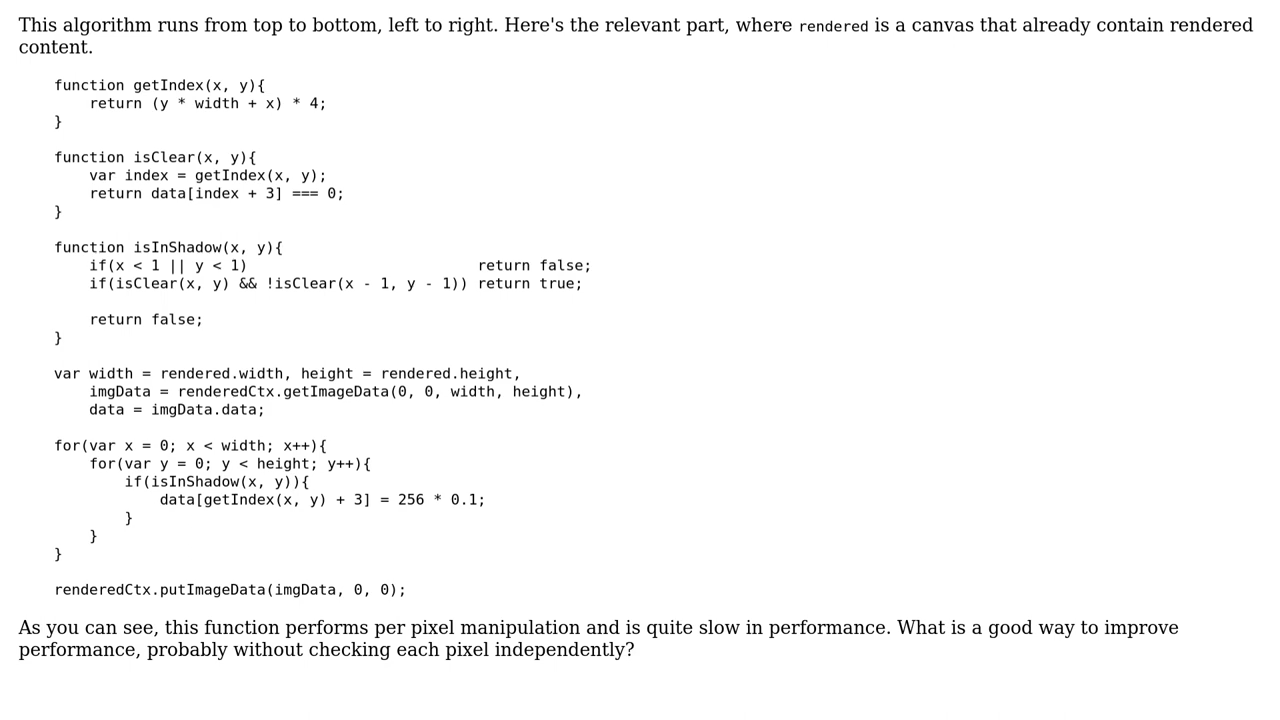 This algorithm runs from top to bottom, left to right. Here's the relevant part, where rendered is a canvas that already contain rendered
content.
function getIndex(x, y){
    return (y * width + x) * 4;
}
function isClear(x, y){
    var index = getIndex(x, y);
    return data[index + 3] === 0;
}
function isInShadow(x, y){
    if(x < 1 || y < 1)                          return false;
    if(isClear(x, y) && !isClear(x - 1, y - 1)) return true;
    return false;
}
var width = rendered.width, height = rendered.height,
    imgData = renderedCtx.getImageData(0, 0, width, height),
    data = imgData.data;
for(var x = 0; x < width; x++){
    for(var y = 0; y < height; y++){
        if(isInShadow(x, y)){
            data[getIndex(x, y) + 3] = 256 * 0.1;
        }
    }
}
renderedCtx.putImageData(imgData, 0, 0);
As you can see, this function performs per pixel manipulation and is quite slow in performance. What is a good way to improve
performance, probably without checking each pixel independently?